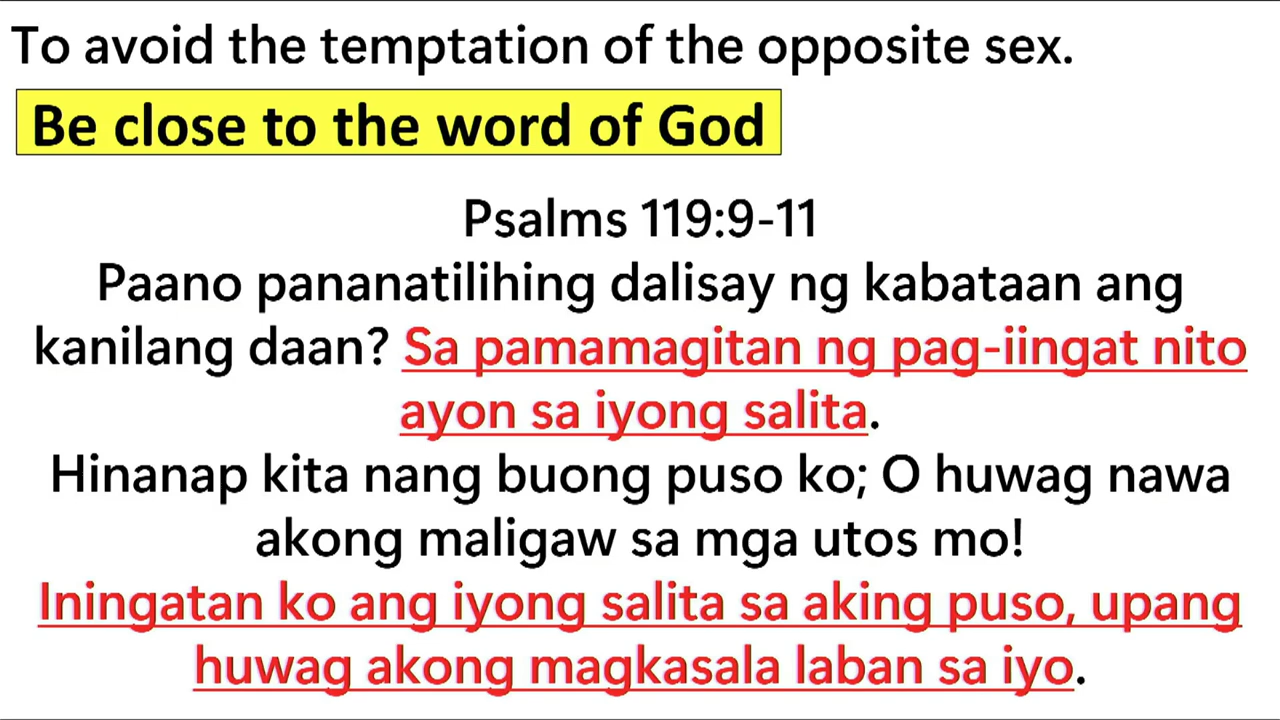 To avoid the temptation of the opposite sex.
Be close to the word of God
Psalms 119:9-11
Paano pananatilihing dalisay ng kabataan ang
kanilang daan? Sa pamamagitan ng pag-iingat nito
ayon sa iyong salita.
Hinanap kita nang buong puso ko; O huwag nawa
akong maligaw sa mga utos mo!
Iningatan ko ang iyong salita sa aking puso, upang
huwag akong magkasala laban sa iyo.